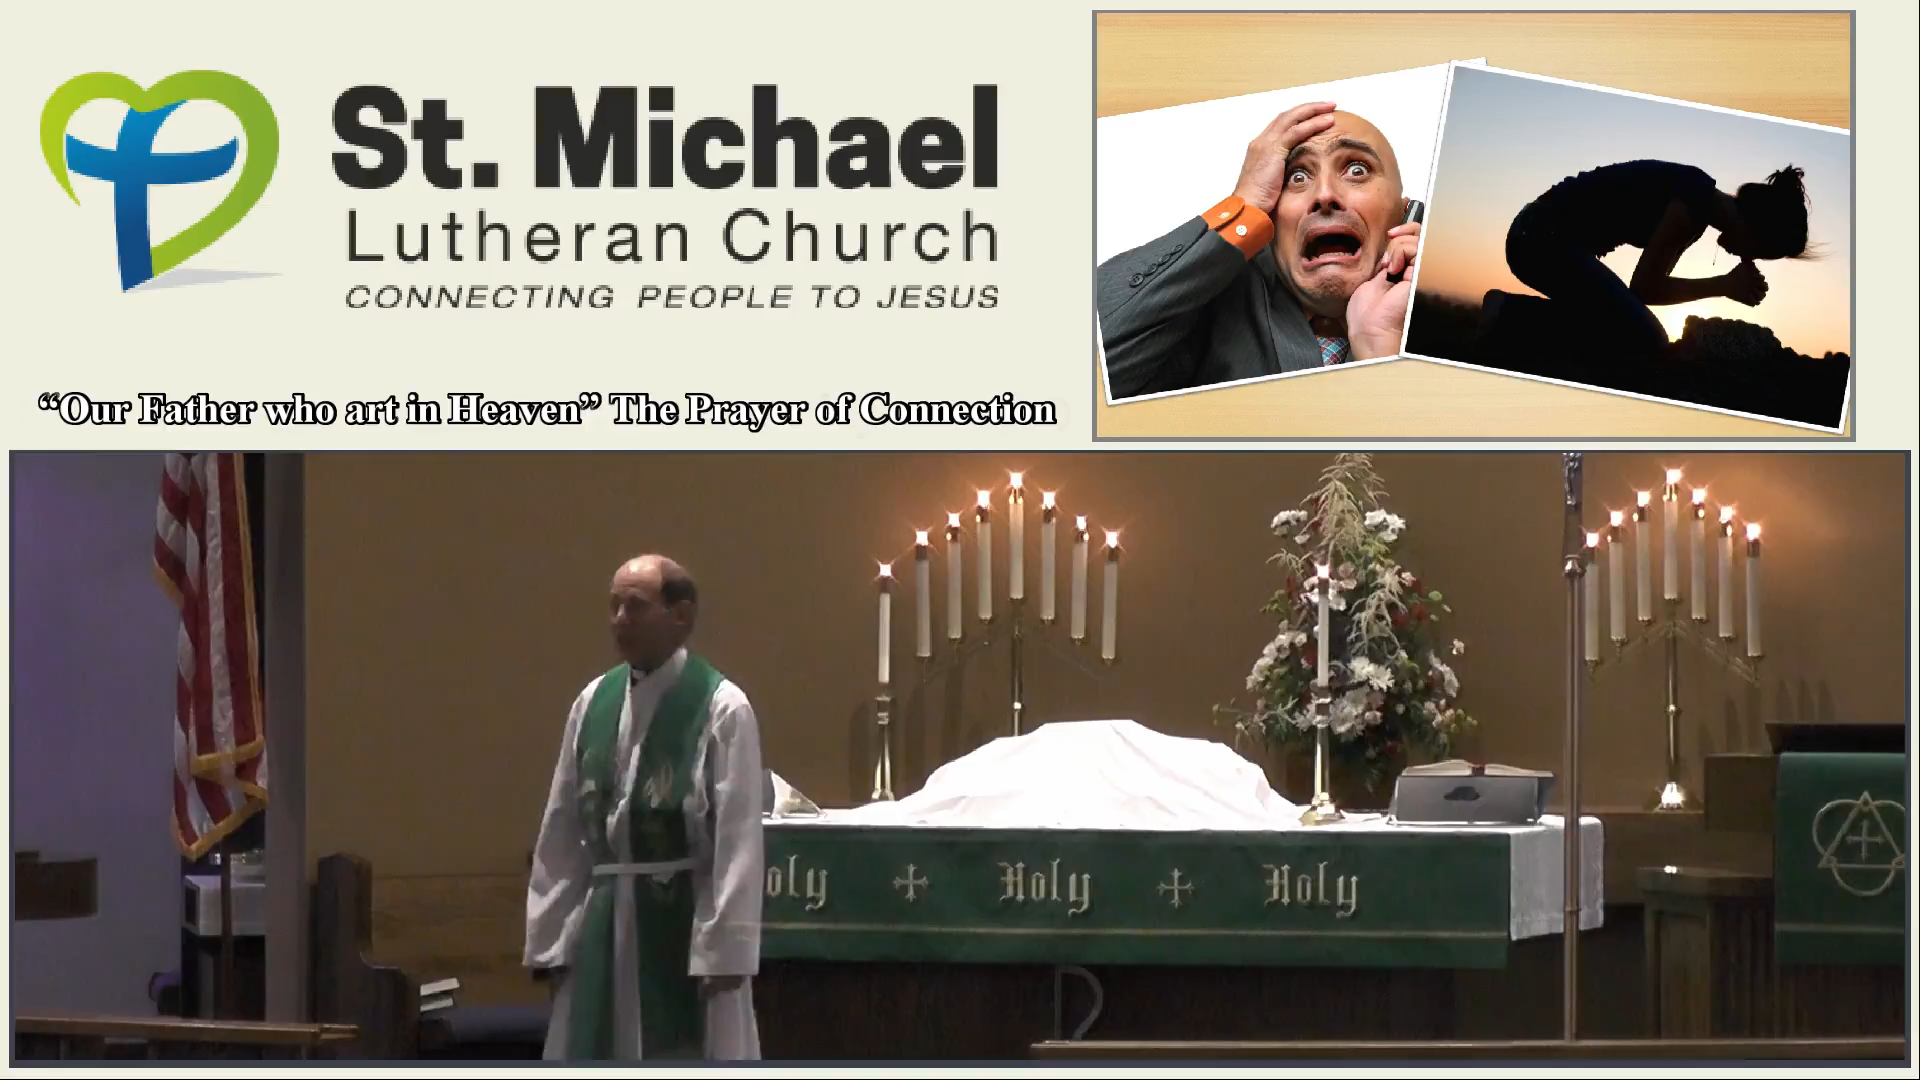 St. Michael
Lutheran Church
CONNECTING PEOPLE TO JESUS
“Our Father who art in Heaven” The Prayer of Connection
oly Holy Holy